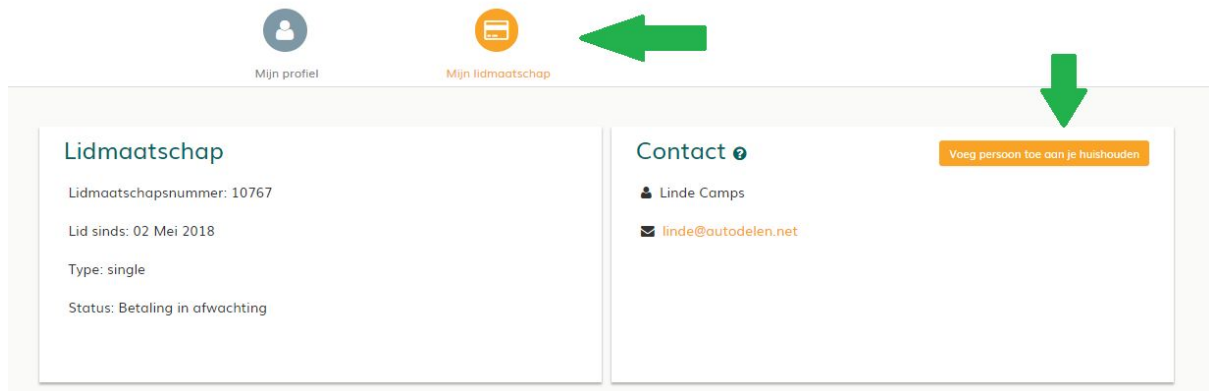 Mijn profiel
Mijn lidmaatschap
Lidmaatschap
Lidmaatschapsnummer: 10767
Lid sinds: 02 Mei 2018
Type: single
Status: Betaling in afwachting
Contact ?
Voeg persoon toe aan je huishouden
Linde Camps
linde@autodelen.net